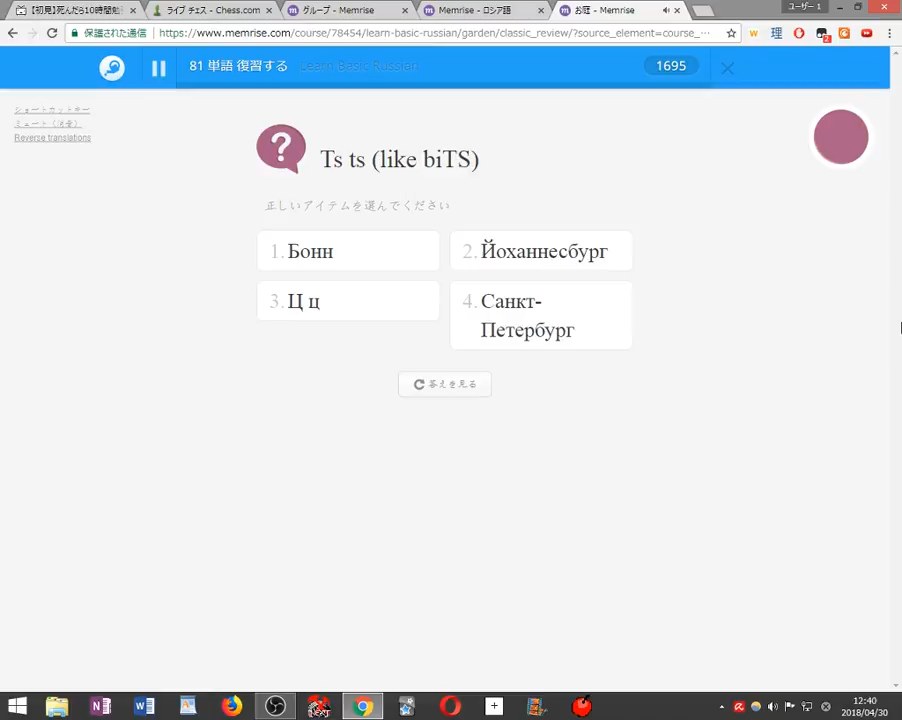 【初見】死んだら10時間勉
ライブ チェス - Chess.com
グループ - Memrise
Memrise - ロシア語
お庭 - Memrise
ユーザー 1
保護された通信
https://www.memrise.com/course/78454/learn-basic-russian/garden/classic_review/?source_element=course_...
81 単語 復習する
Learn Basic Russian
1695
ショートカットキー
Reverse translations
? Ts ts (like biTS)
正しいアイテムを選んでください
1. Бонн
2. Йоханнесбург
3. Ц ц
4. Санкт-
Петербург
答えを見る
12:40
2018/04/30